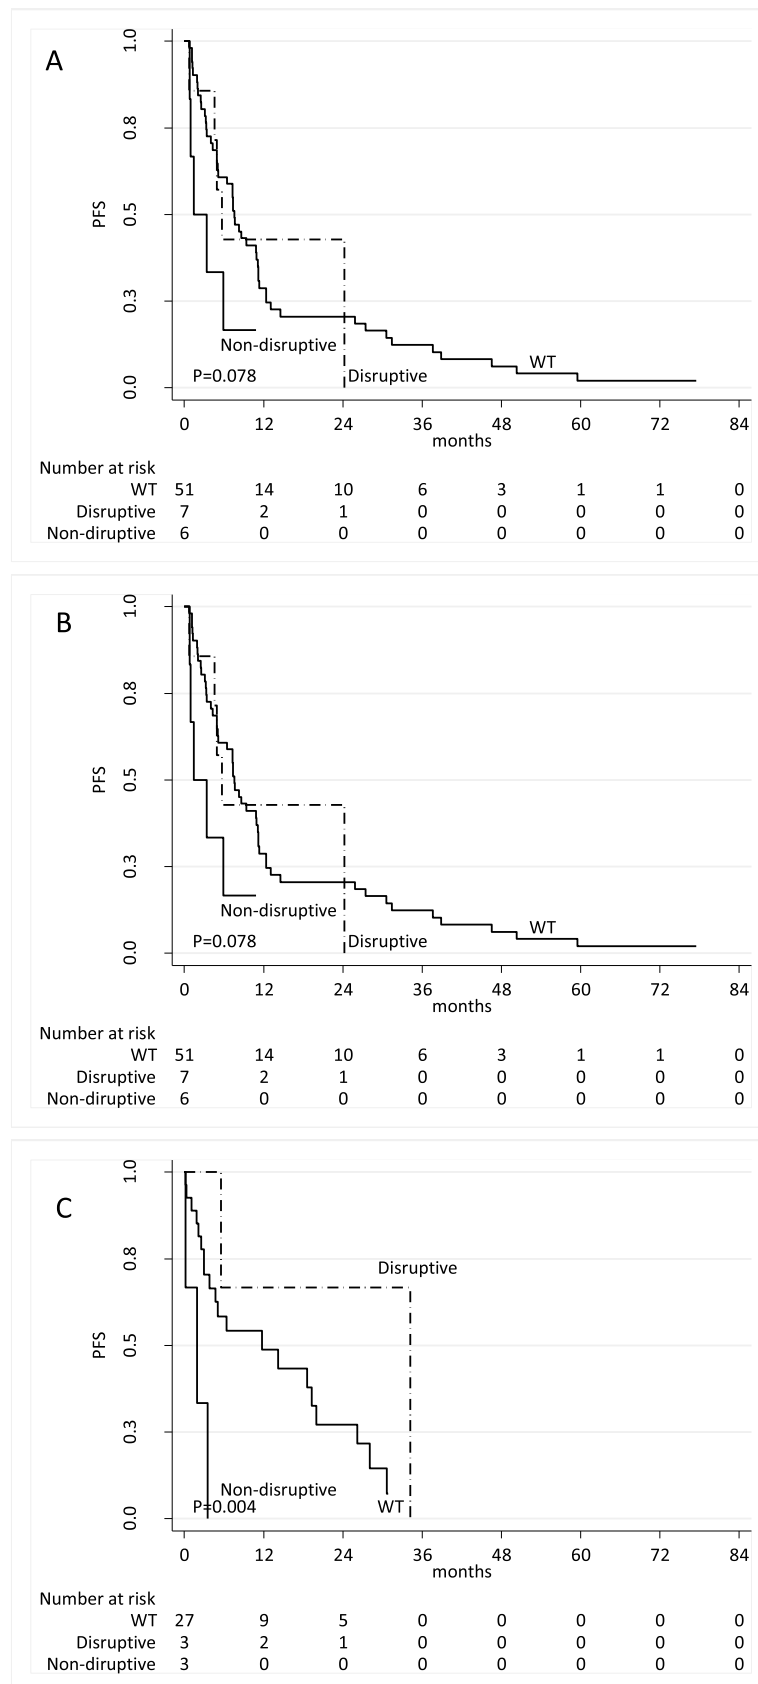 A
PFS
1.0
0.8
0.5
0.3
0.0
Non-disruptive
WT
P=0.078
Disruptive
0 12 24 36 48 60 72 84
months
Number at risk
WT 51 14 10 6 3 1 1 0
Disruptive 7 2 1 0 0 0 0 0
Non-diruptive 6 0 0 0 0 0 0 0
B
PFS
1.0
0.8
0.5
0.3
0.0
Non-disruptive
WT
P=0.078
Disruptive
0 12 24 36 48 60 72 84
months
Number at risk
WT 51 14 10 6 3 1 1 0
Disruptive 7 2 1 0 0 0 0 0
Non-diruptive 6 0 0 0 0 0 0 0
C
PFS
1.0
0.8
0.5
0.3
0.0
Disruptive
Non-disruptive
P=0.004
WT
0 12 24 36 48 60 72 84
months
Number at risk
WT 27 9 5 0 0 0 0 0
Disruptive 3 2 1 0 0 0 0 0
Non-diruptive 3 0 0 0 0 0 0 0